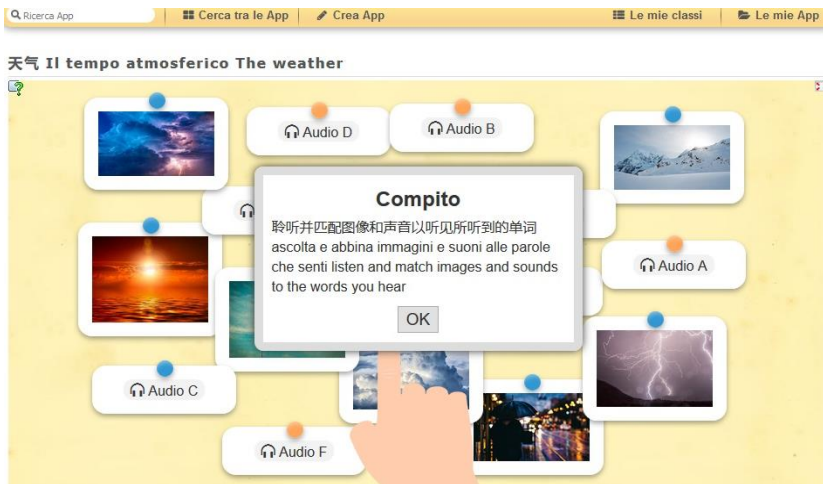 Ricerca App Cerca tra le App Crea App Le mie classi Le mie App
天气 Il tempo atmosferico The weather
Audio D
Audio B
Compito
聆听并匹配图像和声音以听见所听到的单词
ascolta e abbina immagini e suoni alle parole
che senti listen and match images and sounds
to the words you hear
OK
Audio A
Audio C
Audio F